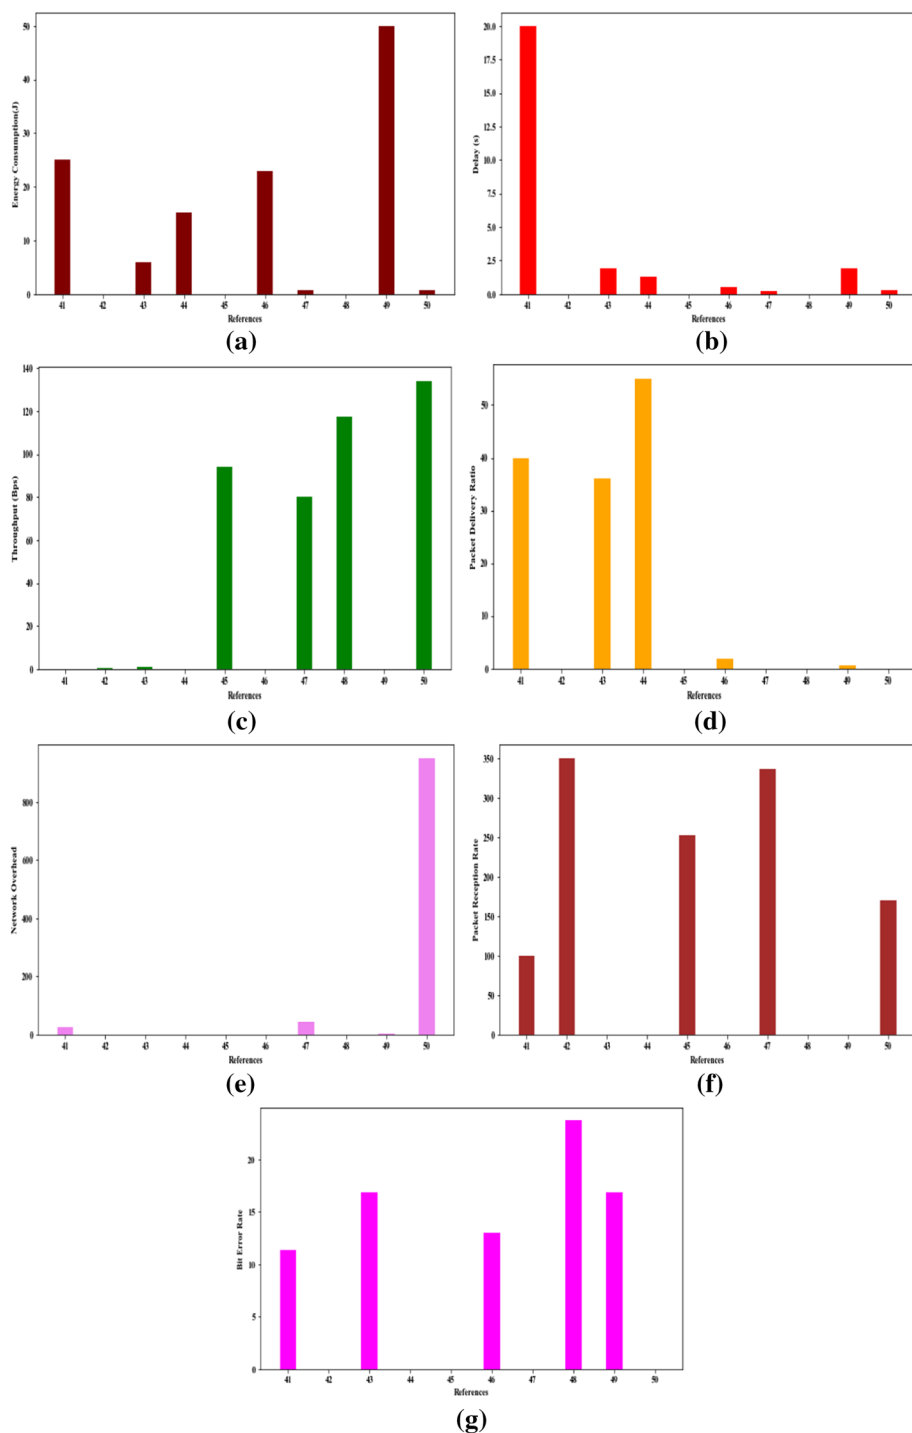 50
40
30
20
10
0
Energy Consumption(J)
41 42 43 44 45 46 47 48 49 50
References
(a)
20.0
17.5
15.0
12.5
10.0
7.5
5.0
2.5
0.0
Delay (s)
41 42 43 44 45 46 47 48 49 50
References
(b)
140
120
100
80
60
40
20
0
Throughput (Bps)
41 42 43 44 45 46 47 48 49 50
References
(c)
50
40
30
20
10
0
Packet Delivery Ratio
41 42 43 44 45 46 47 48 49 50
References
(d)
800
600
400
200
0
Network Overhead
41 42 43 44 45 46 47 48 49 50
References
(e)
350
300
250
200
150
100
50
0
Packet Reception Rate
41 42 43 44 45 46 47 48 49 50
References
(f)
20
15
10
5
0
Bit Error Rate
41 42 43 44 45 46 47 48 49 50
References
(g)